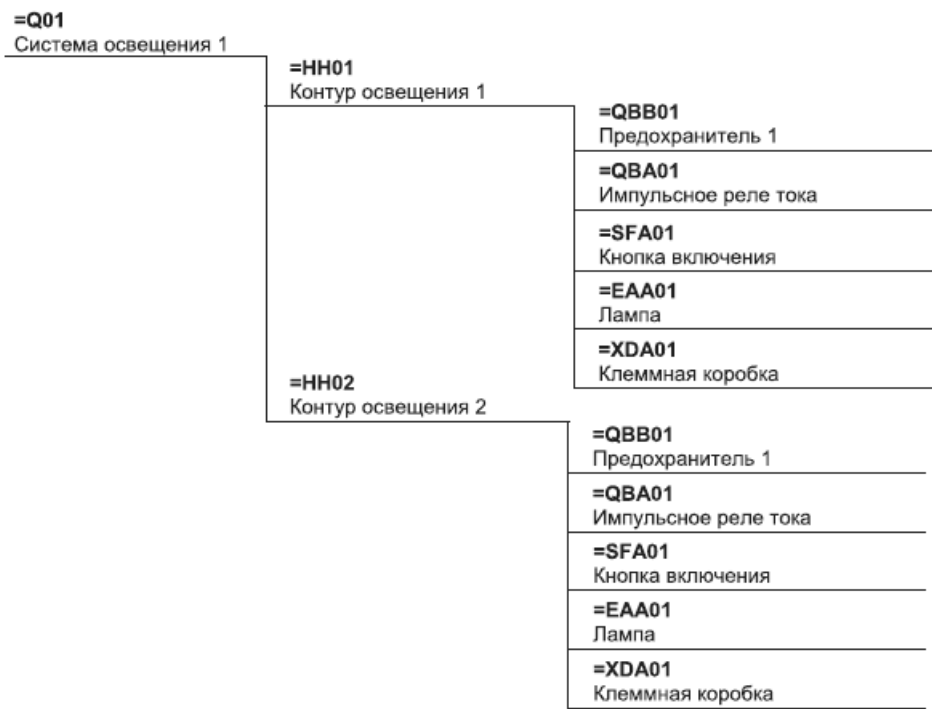 =Q01
Система освещения 1
=HH01
Контур освещения 1
=QBB01
Предохранитель 1
=QBA01
Импульсное реле тока
=SFA01
Кнопка включения
=EAA01
Лампа
=XDA01
Клеммная коробка
=HH02
Контур освещения 2
=QBB01
Предохранитель 1
=QBA01
Импульсное реле тока
=SFA01
Кнопка включения
=EAA01
Лампа
=XDA01
Клеммная коробка